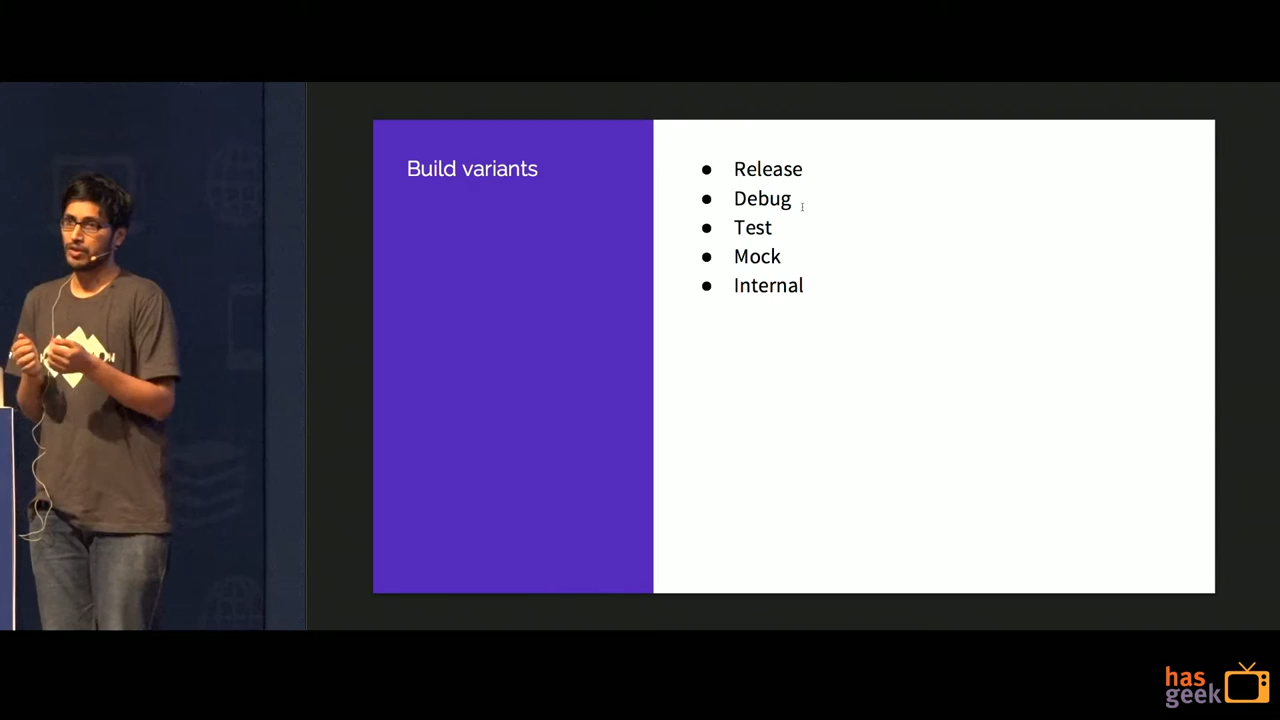 Build variants
Release
Debug
Test
Mock
Internal
has
geek